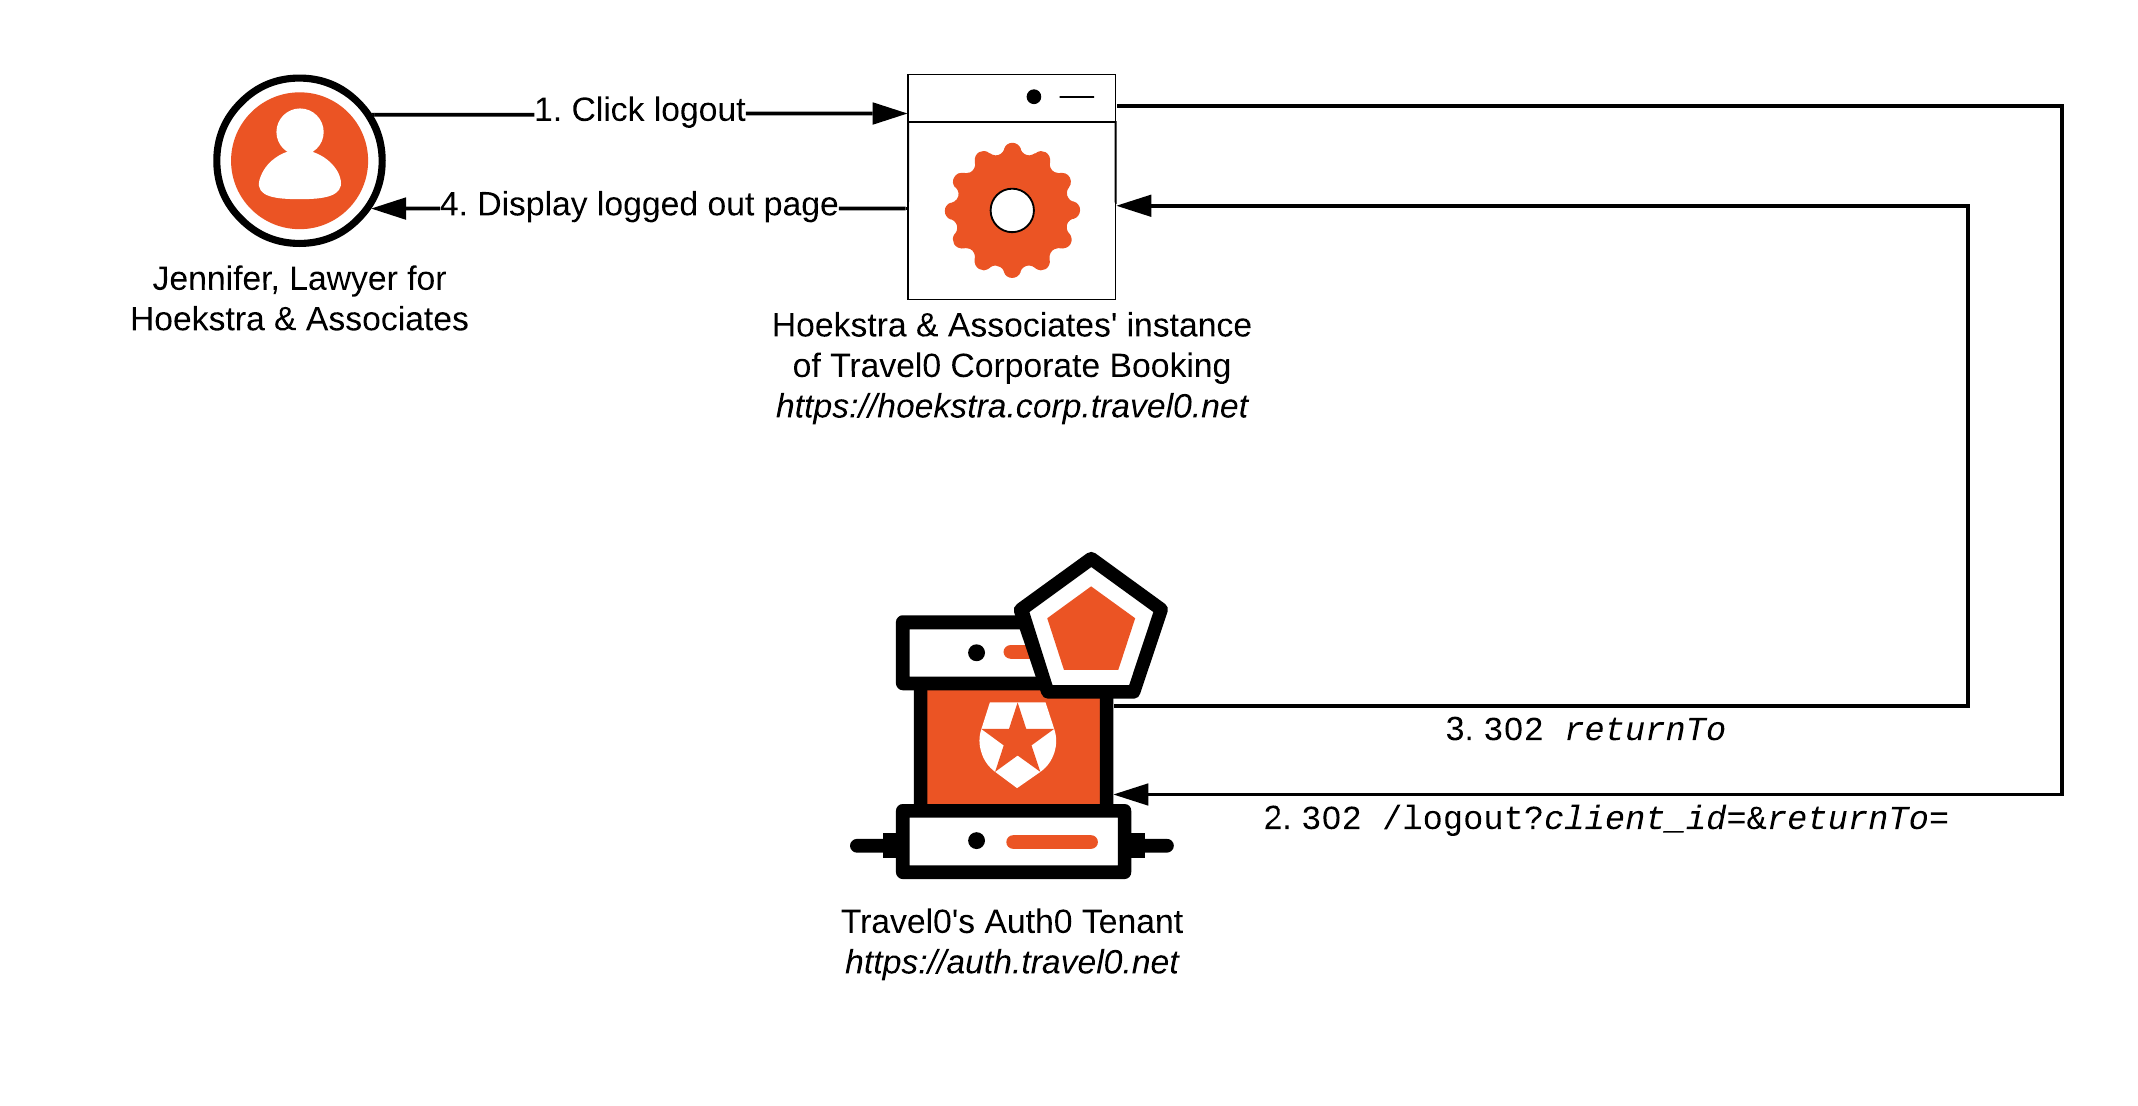 1. Click logout
4. Display logged out page
Jennifer, Lawyer for
Hoekstra & Associates
Hoekstra & Associates' instance
of Travel0 Corporate Booking
https://hoekstra.corp.travel0.net
3. 302 returnTo
2. 302 /logout?client_id=&returnTo=
Travel0's Auth0 Tenant
https://auth.travel0.net